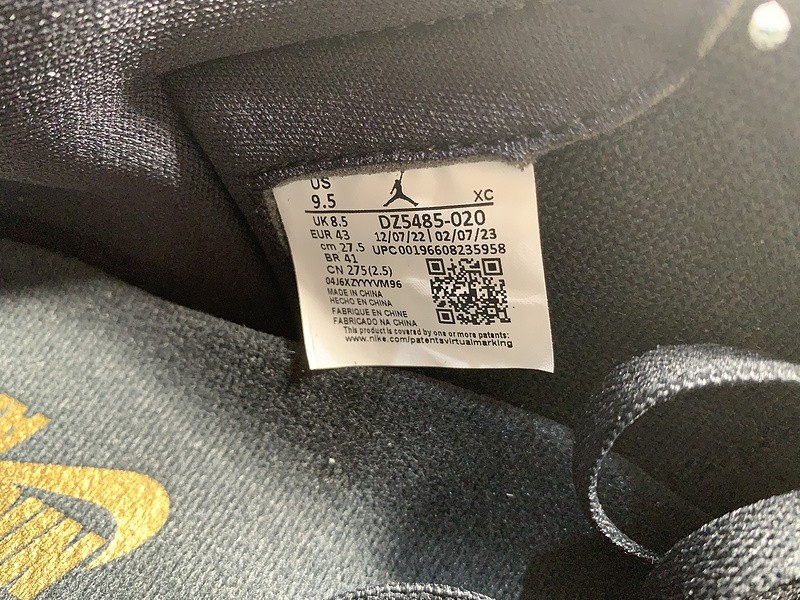 US
9.5
XC
UK 8.5
DZ5485-020
EUR 43
12/07/22 | 02/07/23
cm 27.5
UPC00196608235958
BR 41
CN 275(2.5)
04J6XZYYYVM96
MADE IN CHINA
HECHO EN CHINA
FABRIQUE EN CHINE
FABRICADO NA CHINA
This product is covered by one or more patents:
www.nike.com/patentsvirtualmarking